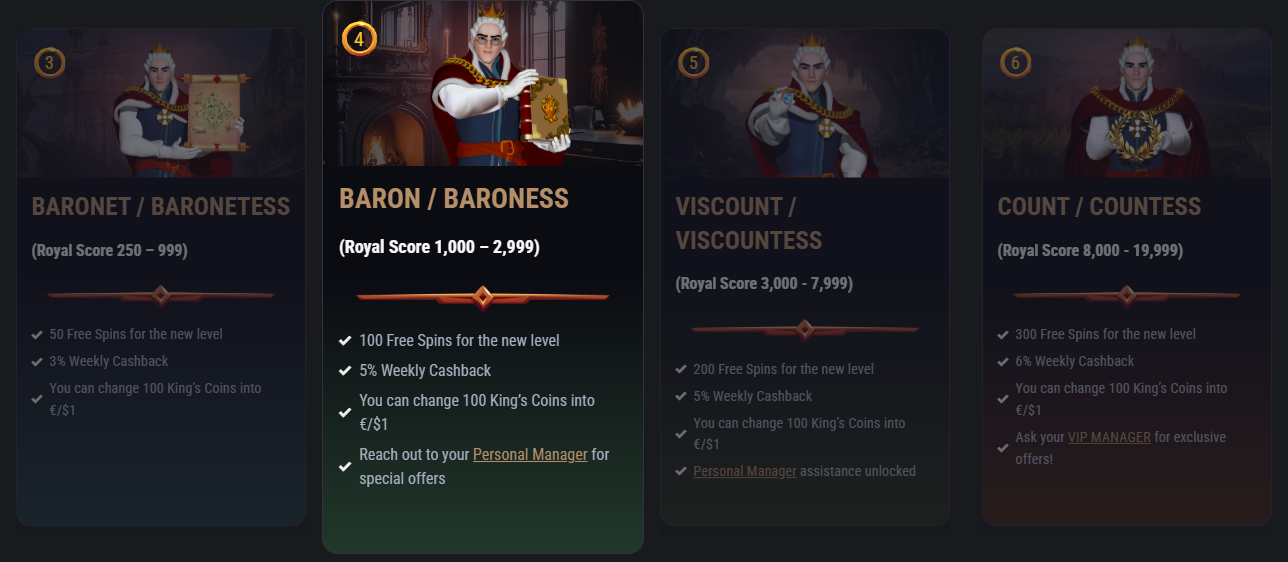 3
BARONET / BARONETESS
(Royal Score 250 – 999)
50 Free Spins for the new level
3% Weekly Cashback
You can change 100 King's Coins into
€/$1
4
BARON / BARONESS
(Royal Score 1,000 – 2,999)
100 Free Spins for the new level
5% Weekly Cashback
You can change 100 King's Coins into
€/$1
Reach out to your Personal Manager for
special offers
5
VISCOUNT /
VISCOUNTESS
(Royal Score 3,000 - 7,999)
200 Free Spins for the new level
5% Weekly Cashback
You can change 100 King's Coins into
€/$1
Personal Manager assistance unlocked
6
COUNT / COUNTESS
(Royal Score 8,000 - 19,999)
300 Free Spins for the new level
6% Weekly Cashback
You can change 100 King's Coins into
€/$1
Ask your VIP MANAGER for exclusive
offers!